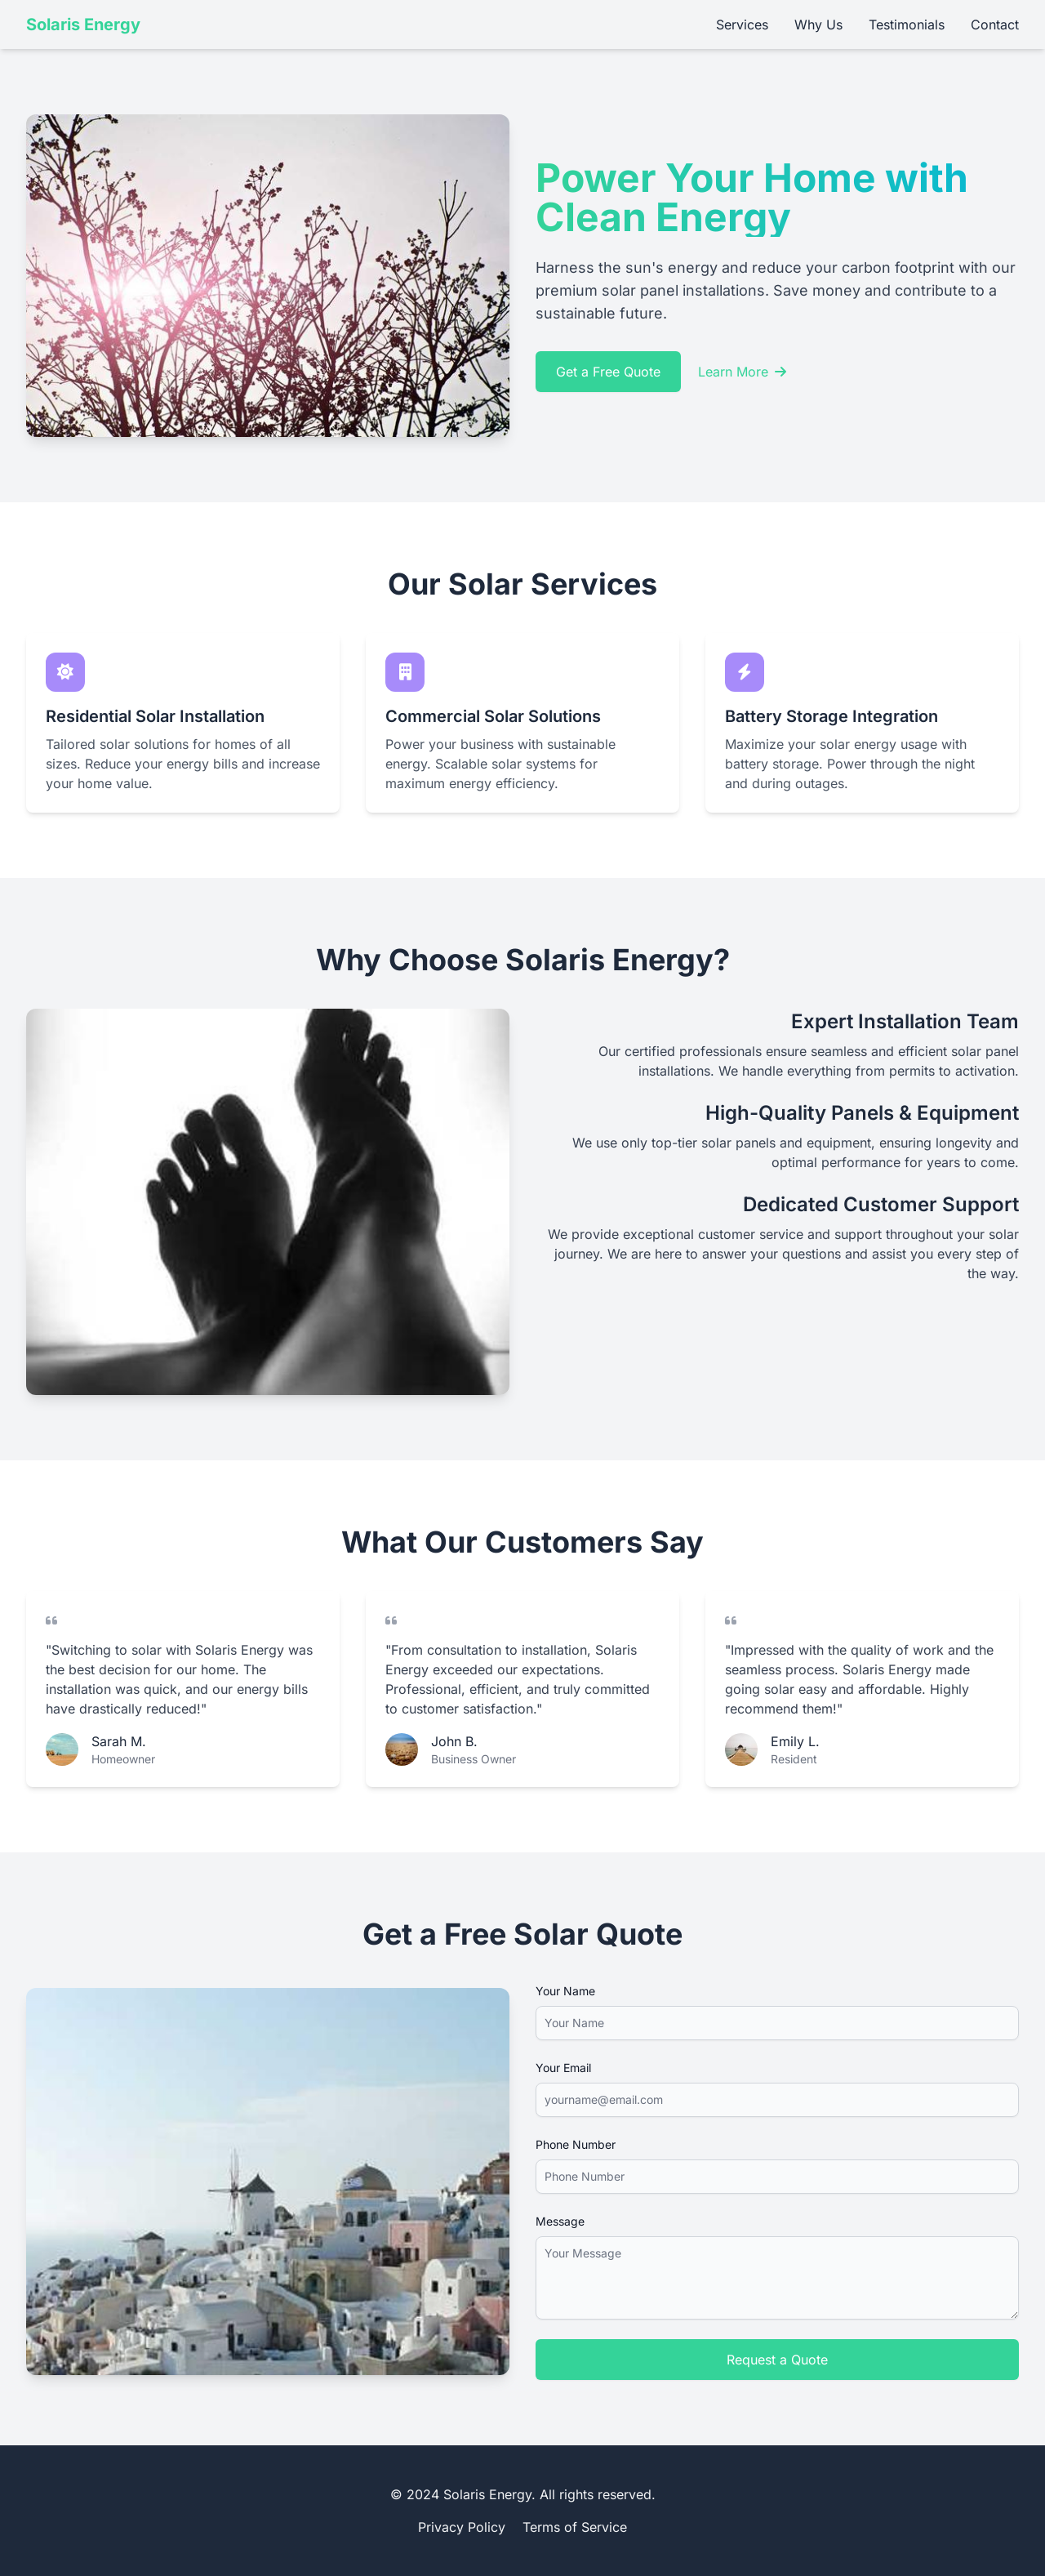 Solaris Energy
Services
Why Us
Testimonials
Contact
Power Your Home with
Clean Energy
Harness the sun's energy and reduce your carbon footprint with our
premium solar panel installations. Save money and contribute to a
sustainable future.
Get a Free Quote
Learn More
Our Solar Services
Residential Solar Installation
Tailored solar solutions for homes of all
sizes. Reduce your energy bills and increase
your home value.
Commercial Solar Solutions
Power your business with sustainable
energy. Scalable solar systems for
maximum energy efficiency.
Battery Storage Integration
Maximize your solar energy usage with
battery storage. Power through the night
and during outages.
Why Choose Solaris Energy?
Expert Installation Team
Our certified professionals ensure seamless and efficient solar panel
installations. We handle everything from permits to activation.
High-Quality Panels & Equipment
We use only top-tier solar panels and equipment, ensuring longevity and
optimal performance for years to come.
Dedicated Customer Support
We provide exceptional customer service and support throughout your solar
journey. We are here to answer your questions and assist you every step of
the way.
What Our Customers Say
"Switching to solar with Solaris Energy was
the best decision for our home. The
installation was quick, and our energy bills
have drastically reduced!"
Sarah M.
Homeowner
"From consultation to installation, Solaris
Energy exceeded our expectations.
Professional, efficient, and truly committed
to customer satisfaction."
John B.
Business Owner
"Impressed with the quality of work and the
seamless process. Solaris Energy made
going solar easy and affordable. Highly
recommend them!"
Emily L.
Resident
Get a Free Solar Quote
Your Name
Your Name
Your Email
yourname@email.com
Phone Number
Phone Number
Message
Your Message
Request a Quote
© 2024 Solaris Energy. All rights reserved.
Privacy Policy
Terms of Service